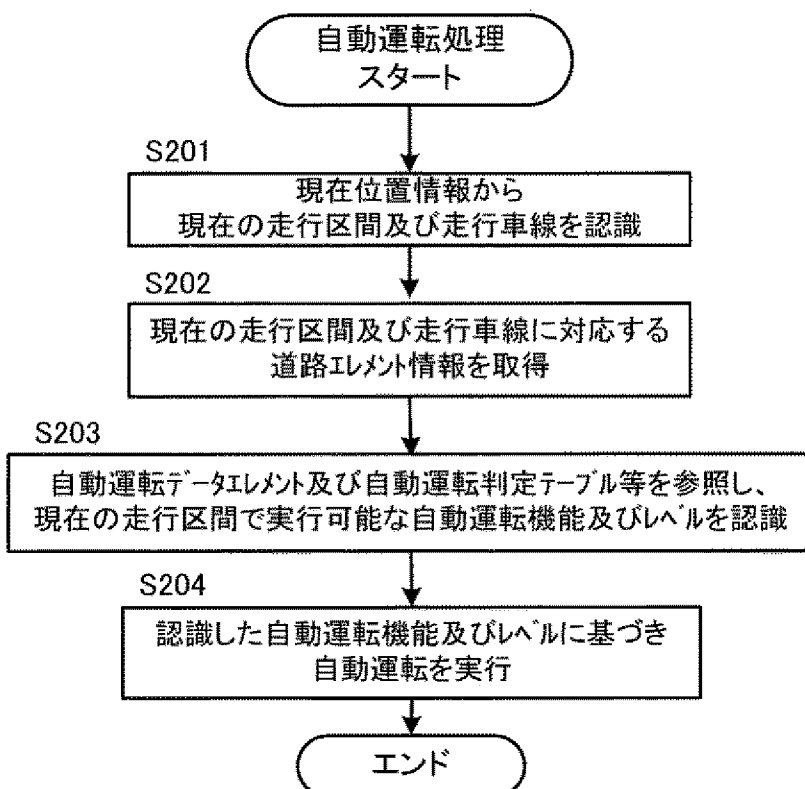 自動運転処理
スタート
S201
現在位置情報から
現在の走行区間及び走行車線を認識
S202
現在の走行区間及び走行車線に対応する
道路ｴﾚﾒﾝﾄ情報を取得
S203
自動運転ﾃﾞｰﾀｴﾚﾒﾝﾄ及び自動運転判定ﾃｰﾌﾞﾙ等を参照し、
現在の走行区間で実行可能な自動運転機能及びﾚﾍﾞﾙを認識
S204
認識した自動運転機能及びﾚﾍﾞﾙに基づき
自動運転を実行
エンド